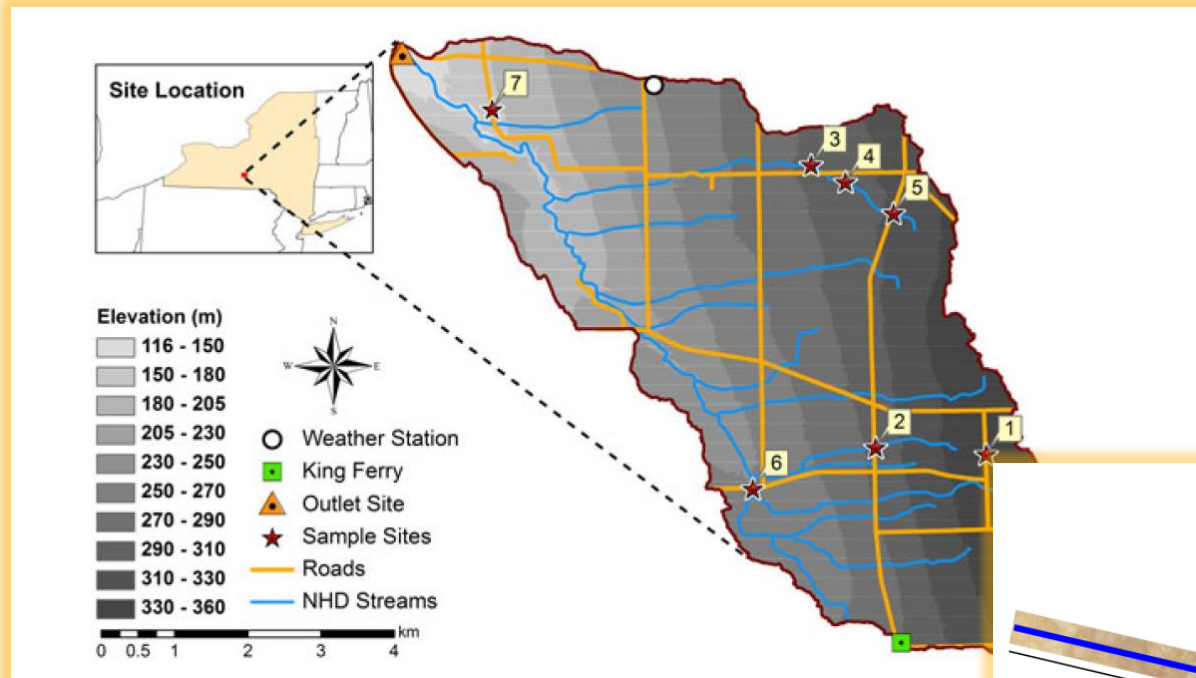 Site Location
7
3
4
5
2
1
6
Elevation (m)
116 - 150
150 - 180
180 - 205
205 - 230
230 - 250
250 - 270
270 - 290
290 - 310
310 - 330
330 - 360
N
W
E
S
Weather Station
King Ferry
Outlet Site
Sample Sites
Roads
NHD Streams
km
0 0.5 1 2 3 4